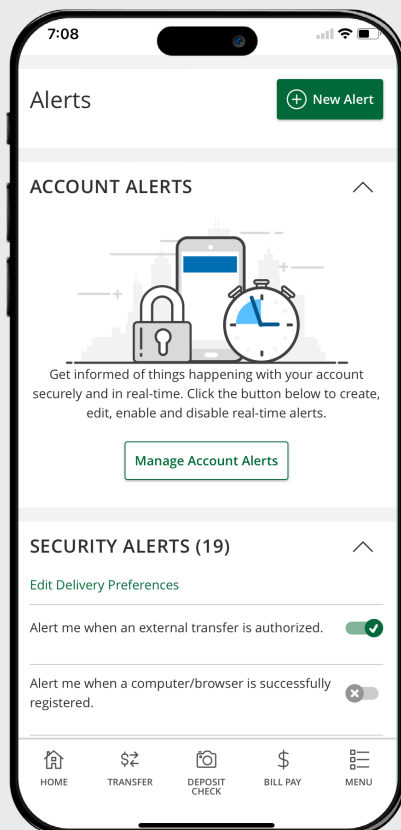 7:08
Alerts
New Alert
ACCOUNT ALERTS
Get informed of things happening with your account
securely and in real-time. Click the button below to create,
edit, enable and disable real-time alerts.
Manage Account Alerts
SECURITY ALERTS (19)
Edit Delivery Preferences
Alert me when an external transfer is authorized.
Alert me when a computer/browser is successfully
registered.
HOME
TRANSFER
DEPOSIT
CHECK
BILL PAY
MENU